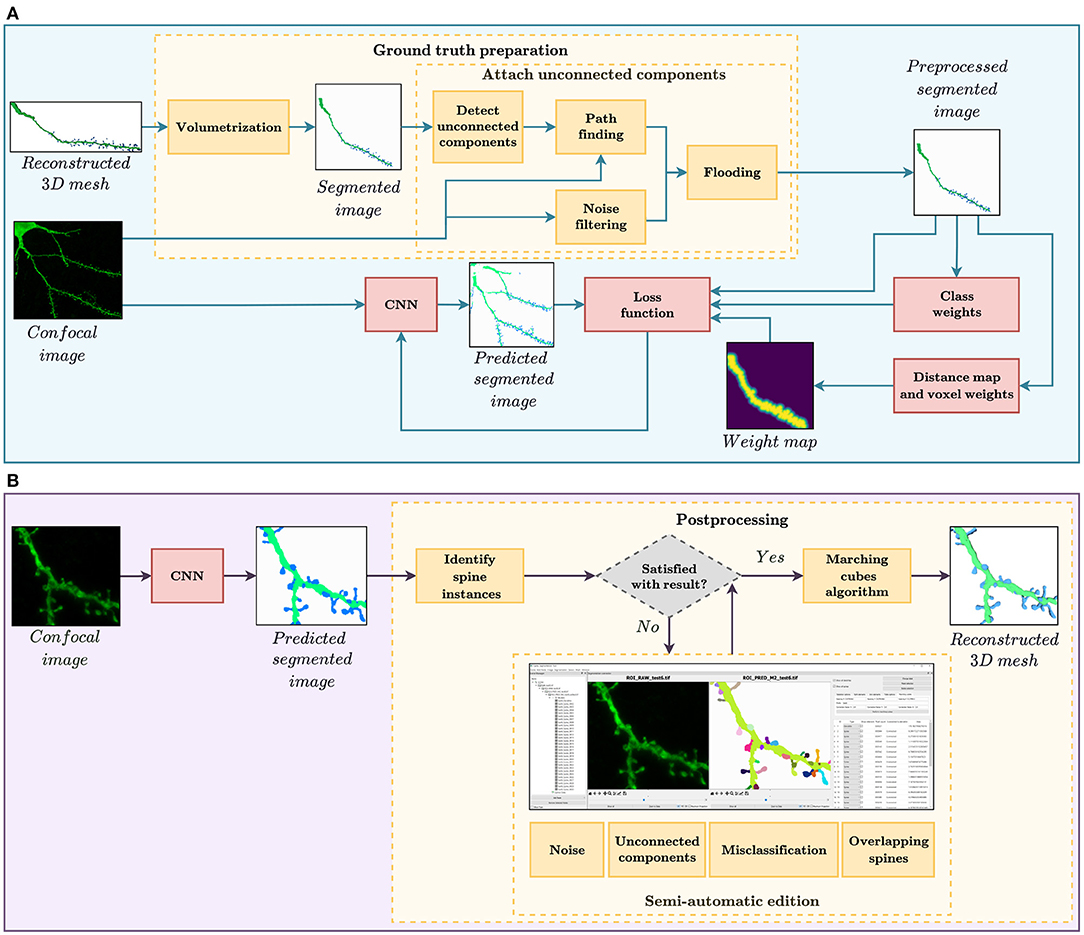 A
Ground truth preparation
Attach unconnected components
Volumetrization
Detect
unconnected
components
Path
finding
Noise
filtering
Flooding
Reconstructed
3D mesh
Segmented
image
Preprocessed
segmented
image
Confocal
image
CNN
Predicted
segmented
image
Loss
function
Class
weights
Distance map
and voxel weights
Weight map
B
Postprocessing
Confocal
image
CNN
Predicted
segmented
image
Identify
spine
instances
Satisfied
with result?
Yes
No
Marching
cubes
algorithm
Reconstructed
3D mesh
ROI_RAW_test6.tif
ROI_PRED_M2_test6.tif
Noise
Unconnected
components
Misclassification
Overlapping
spines
Semi-automatic edition